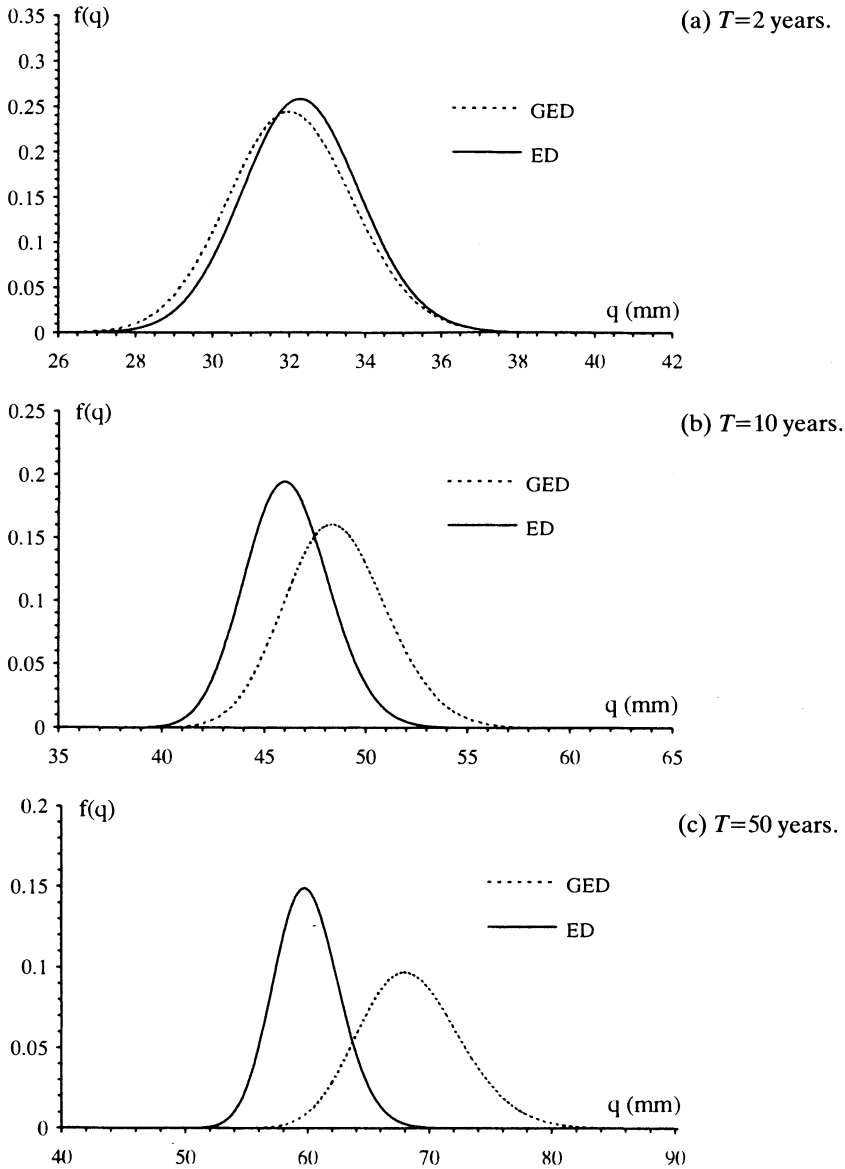 0.35
f(q)
(a) T=2 years.
0.3
0.25
GED
0.2
ED
0.15
0.1
0.05
q (mm)
0
26 28 30 32 34 36 38 40 42
0.25
f(q)
(b) T=10 years.
0.2
GED
0.15
ED
0.1
0.05
q (mm)
0
35 40 45 50 55 60 65
0.2
f(q)
(c) T=50 years.
0.15
GED
ED
0.1
0.05
q (mm)
0
40 50 60 70 80 90